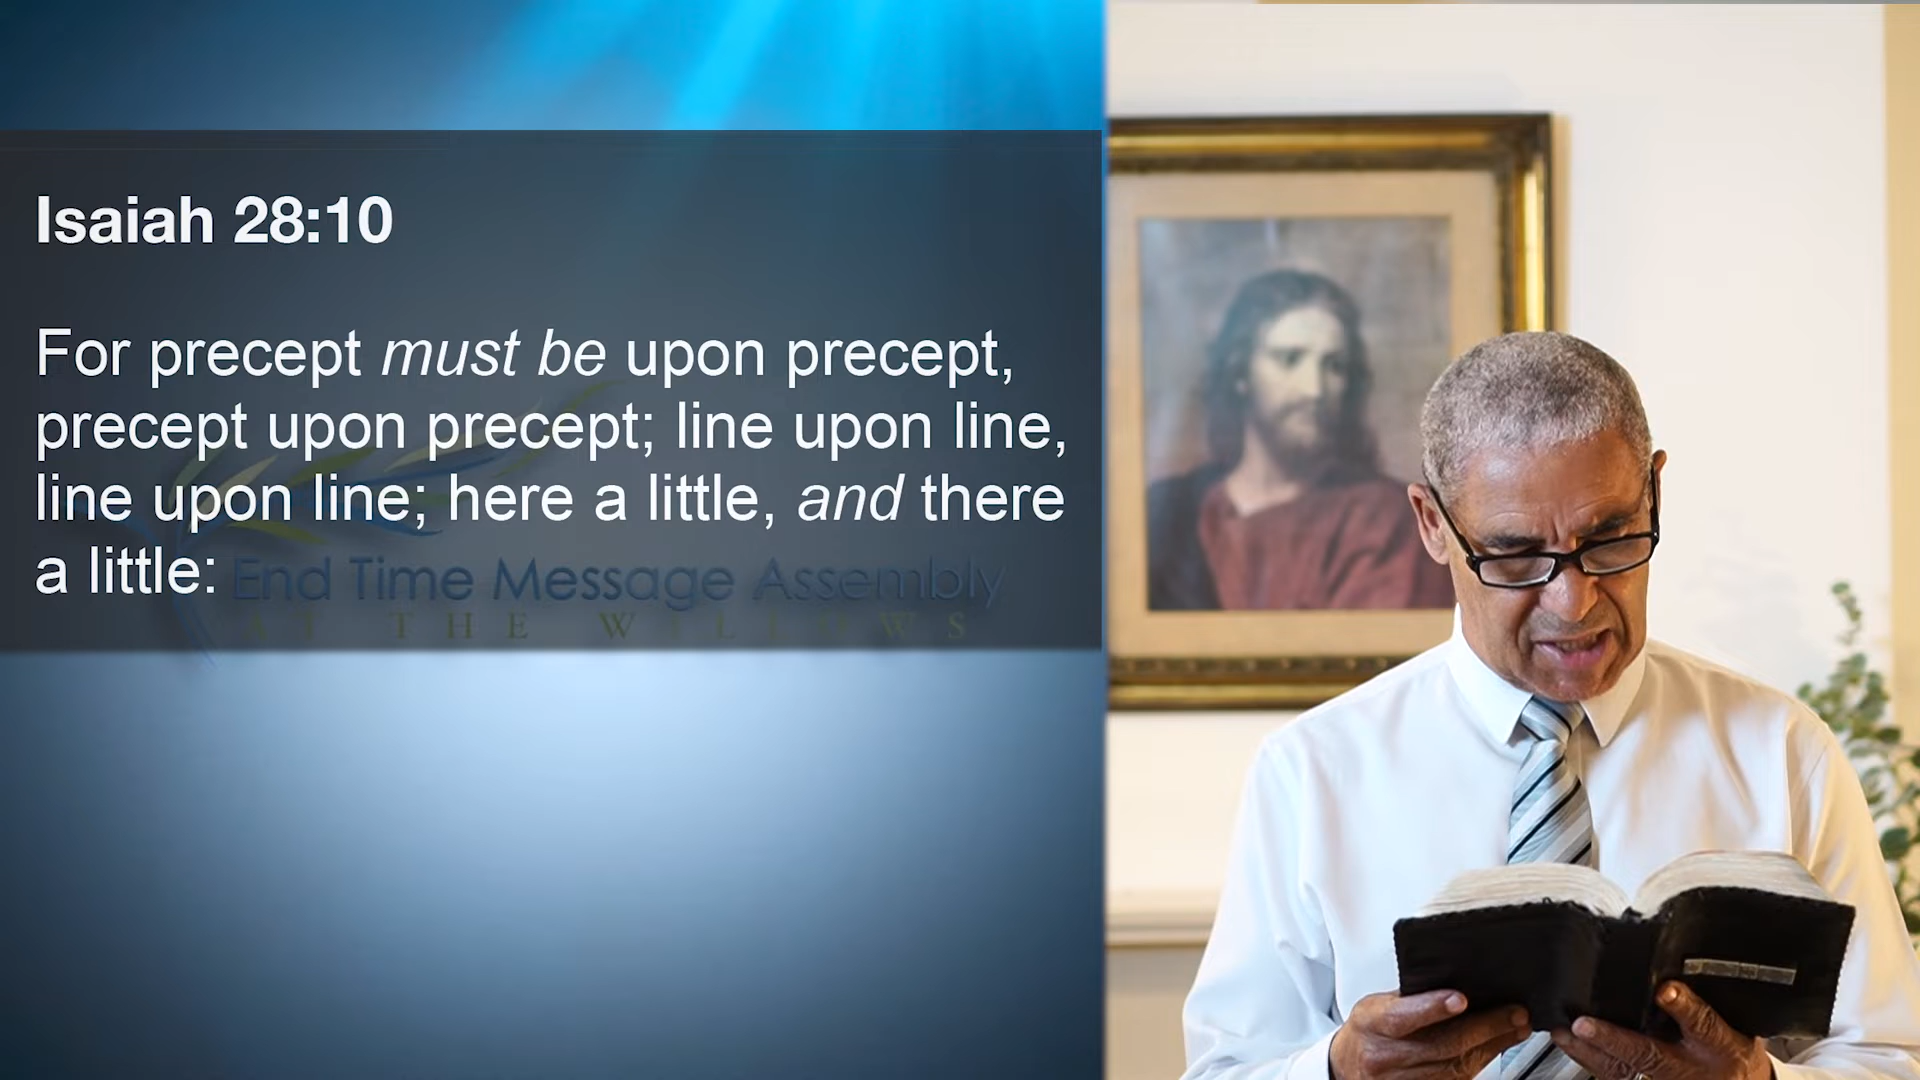 Isaiah 28:10
For precept must be upon precept,
precept upon precept; line upon line,
line upon line; here a little, and there
a little:
End Time Message Assembly
AT THE WILLOWS